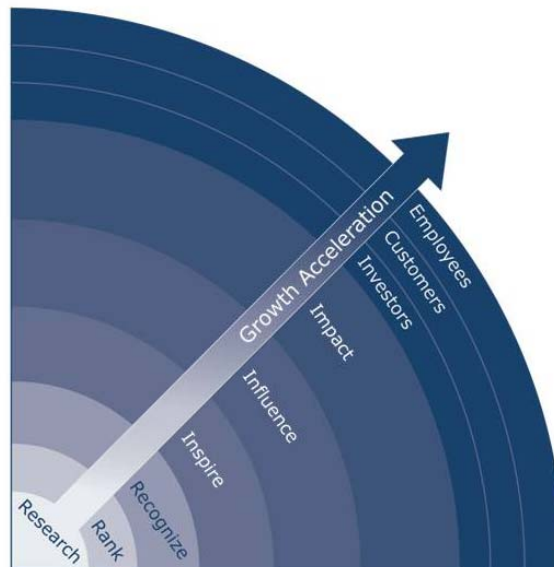 Growth Acceleration
Employees
Customers
Investors
Impact
Influence
Inspire
Recognize
Rank
Research